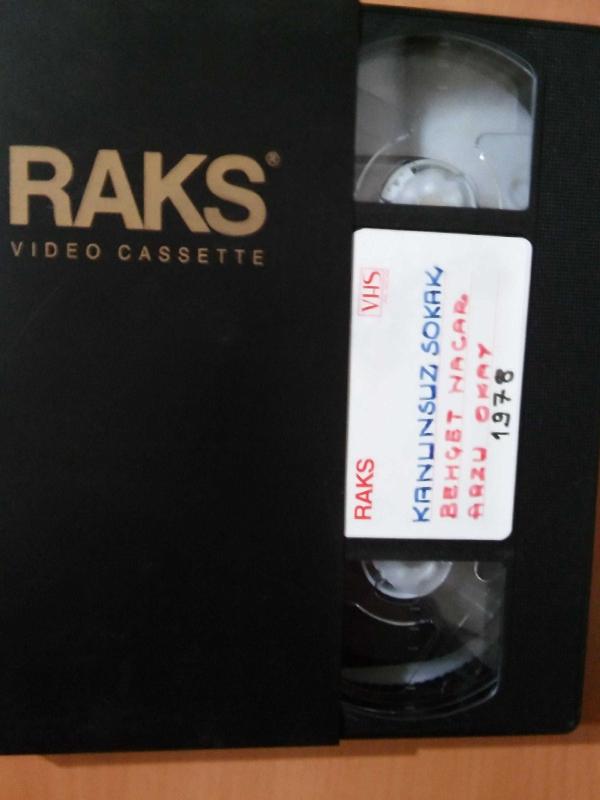 RAKS®
VIDEO CASSETTE
VHS
RAKS
KANUNSUZ SOKAK,
BEHÇET NACAR,
ARZU OKAY
1978